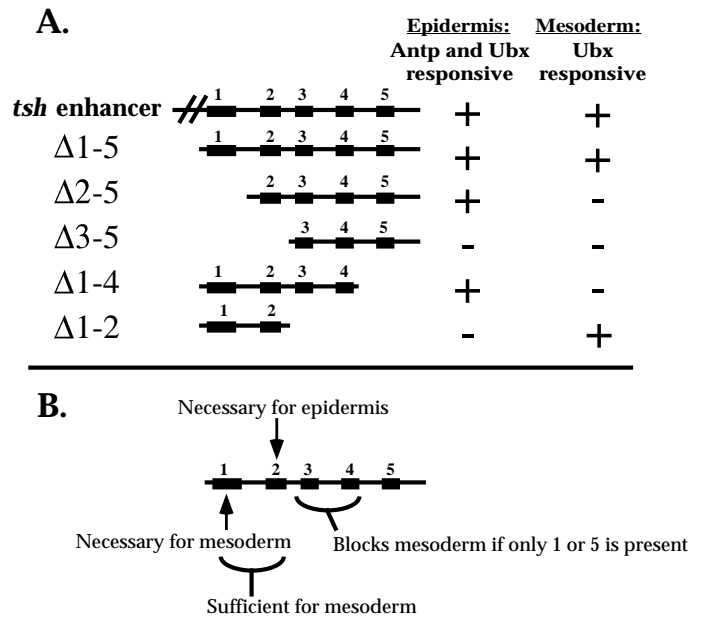 A.
Epidermis: Mesoderm:
Antp and Ubx Ubx
responsive responsive
1 2 3 4 5
tsh enhancer + +
1 2 3 4 5
Δ1-5 + +
2 3 4 5
Δ2-5 + -
3 4 5
Δ3-5 - -
1 2 3 4
Δ1-4 + -
1 2
Δ1-2 - +
B.
Necessary for epidermis
1 2 3 4 5
Necessary for mesoderm
Blocks mesoderm if only 1 or 5 is present
Sufficient for mesoderm